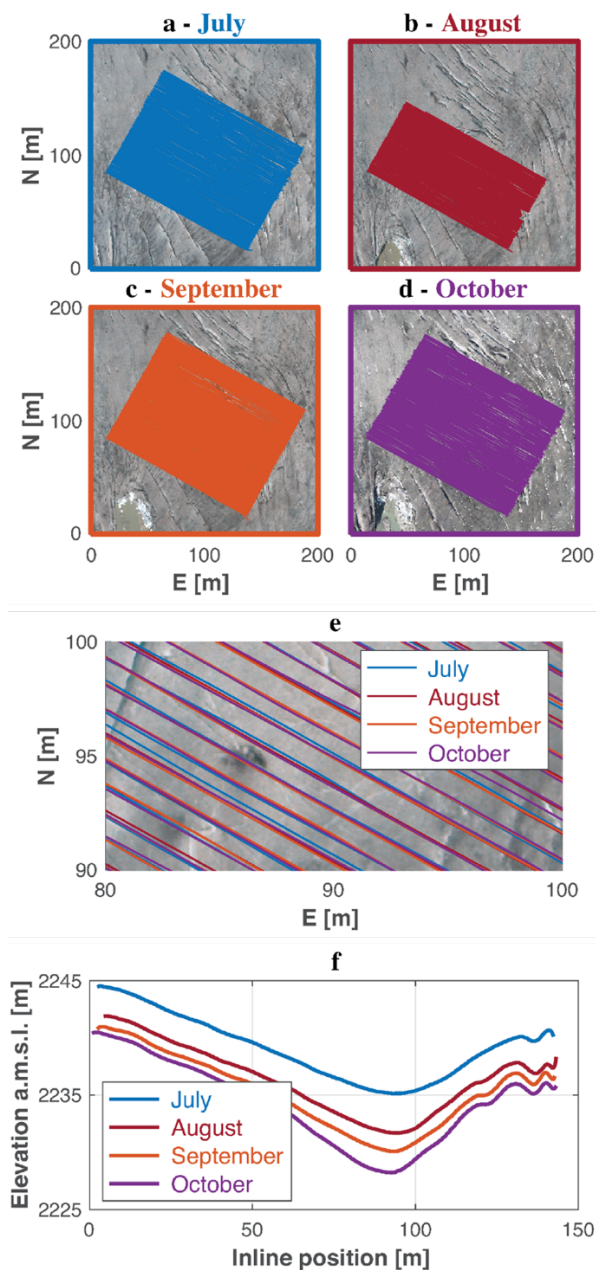 a - July
b - August
200
N [m]
100
0
c - September
d - October
200
N [m]
100
0
0
100
200
0
100
200
E [m]
E [m]
e
100
N [m]
95
90
July
August
September
October
80
90
100
E [m]
f
2245
Elevation a.m.s.l. [m]
2235
2225
July
August
September
October
0
50
100
150
Inline position [m]